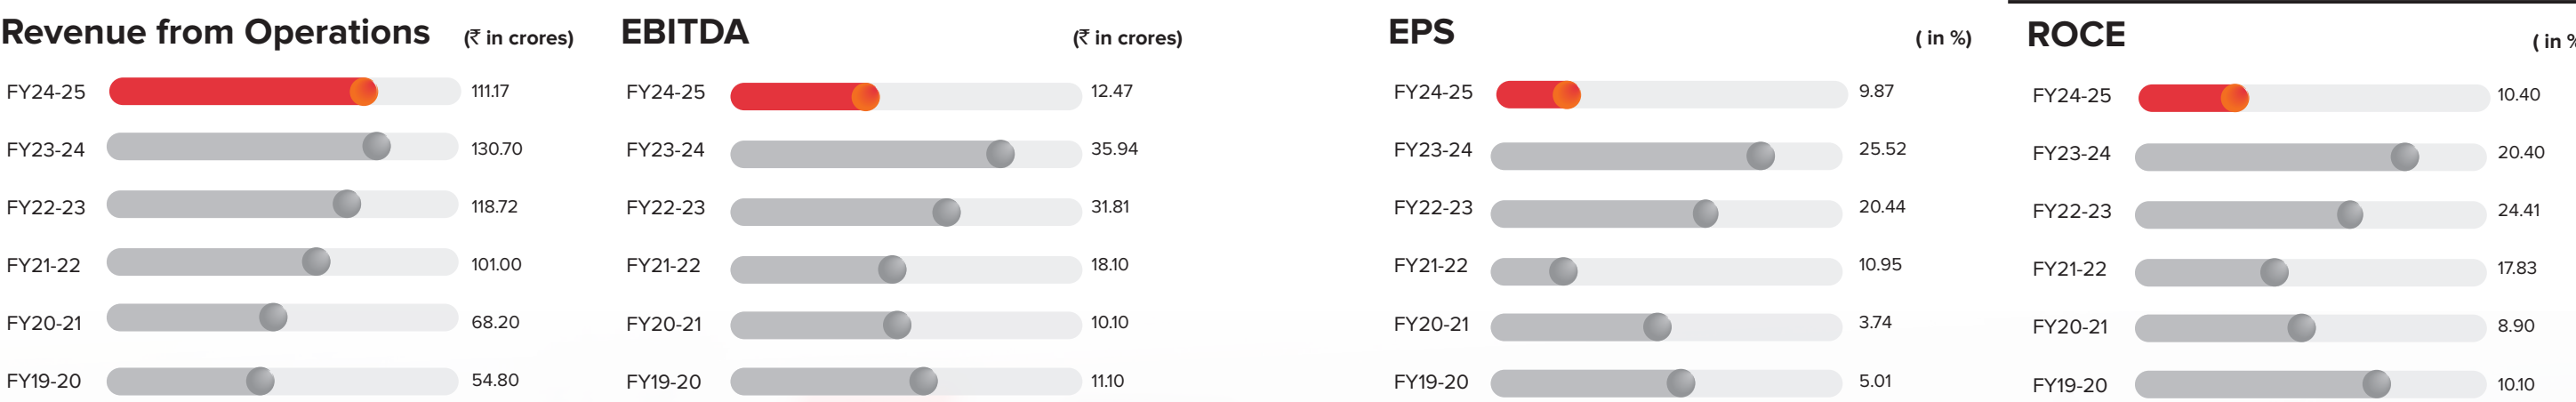 Revenue from Operations (₹ in crores)
FY24-25 111.17
FY23-24 130.70
FY22-23 118.72
FY21-22 101.00
FY20-21 68.20
FY19-20 54.80
EBITDA (₹ in crores)
FY24-25 12.47
FY23-24 35.94
FY22-23 31.81
FY21-22 18.10
FY20-21 10.10
FY19-20 11.10
EPS ( in %)
FY24-25 9.87
FY23-24 25.52
FY22-23 20.44
FY21-22 10.95
FY20-21 3.74
FY19-20 5.01
ROCE ( in %
FY24-25 10.40
FY23-24 20.40
FY22-23 24.41
FY21-22 17.83
FY20-21 8.90
FY19-20 10.10